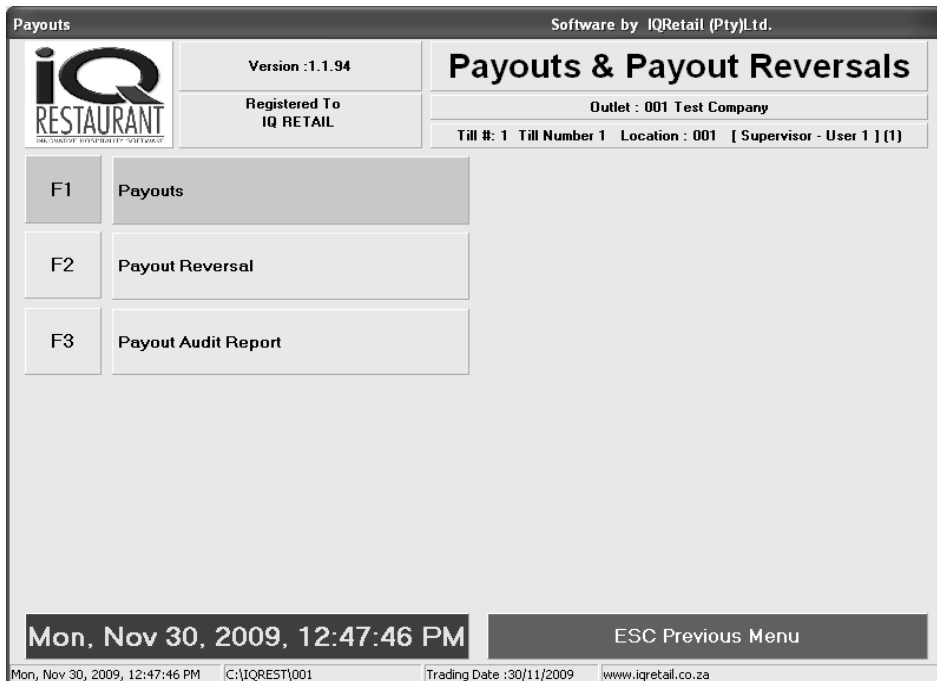 Payouts
Software by IQRetail (Pty)Ltd.
iQ
RESTAURANT
INNOVATIVE HOSPITALITY SOFTWARE
Version :1.1.94
Registered To
IQ RETAIL
Payouts & Payout Reversals
Outlet : 001 Test Company
Till #: 1 Till Number 1 Location : 001 [ Supervisor - User 1 ] (1)
F1 Payouts
F2 Payout Reversal
F3 Payout Audit Report
Mon, Nov 30, 2009, 12:47:46 PM
ESC Previous Menu
Mon, Nov 30, 2009, 12:47:46 PM C:\IQREST\001 Trading Date :30/11/2009 www.iqretail.co.za